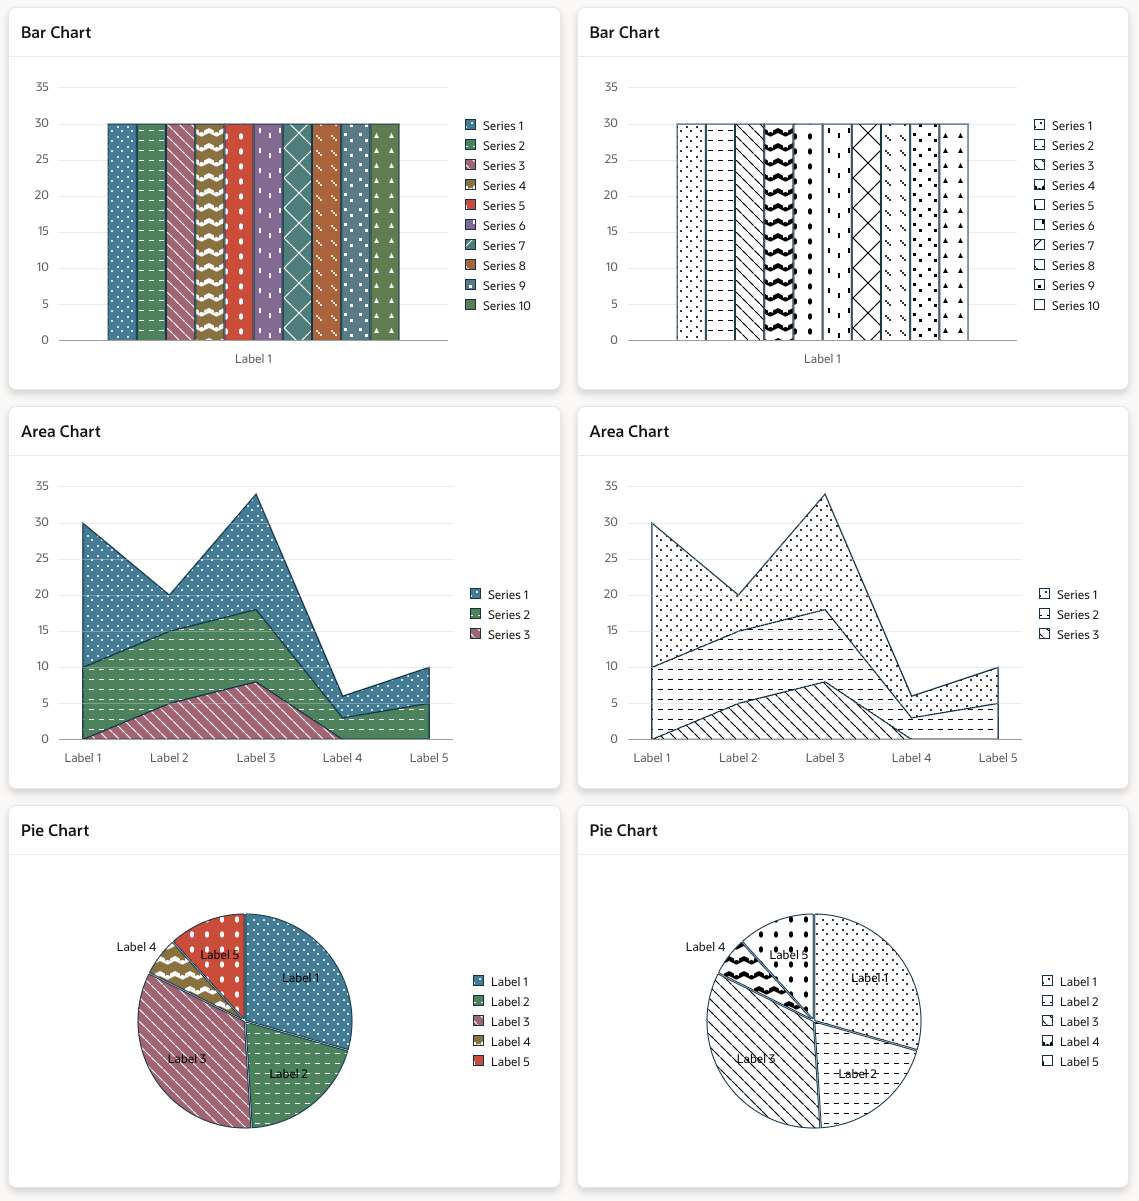 Bar Chart
35
30
25
20
15
10
5
0
Label 1
Series 1
Series 2
Series 3
Series 4
Series 5
Series 6
Series 7
Series 8
Series 9
Series 10
Bar Chart
35
30
25
20
15
10
5
0
Label 1
Series 1
Series 2
Series 3
Series 4
Series 5
Series 6
Series 7
Series 8
Series 9
Series 10
Area Chart
35
30
25
20
15
10
5
0
Label 1 Label 2 Label 3 Label 4 Label 5
Series 1
Series 2
Series 3
Area Chart
35
30
25
20
15
10
5
0
Label 1 Label 2 Label 3 Label 4 Label 5
Series 1
Series 2
Series 3
Pie Chart
Label 4
Label 5
Label 1
Label 3
Label 2
Label 1
Label 2
Label 3
Label 4
Label 5
Pie Chart
Label 4
Label 5
Label 1
Label 3
Label 2
Label 1
Label 2
Label 3
Label 4
Label 5